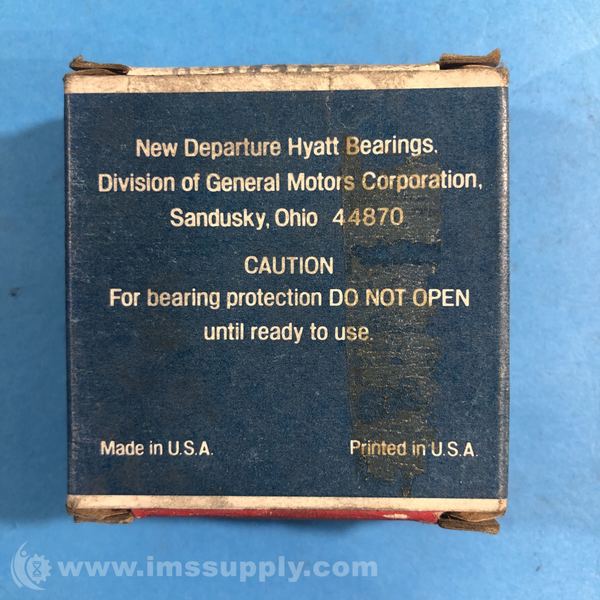 New Departure Hyatt Bearings.
Division of General Motors Corporation,
Sandusky, Ohio 44870
CAUTION
For bearing protection DO NOT OPEN
until ready to use.
Made in U.S.A. Printed in U.S.A.
www.imssupply.com